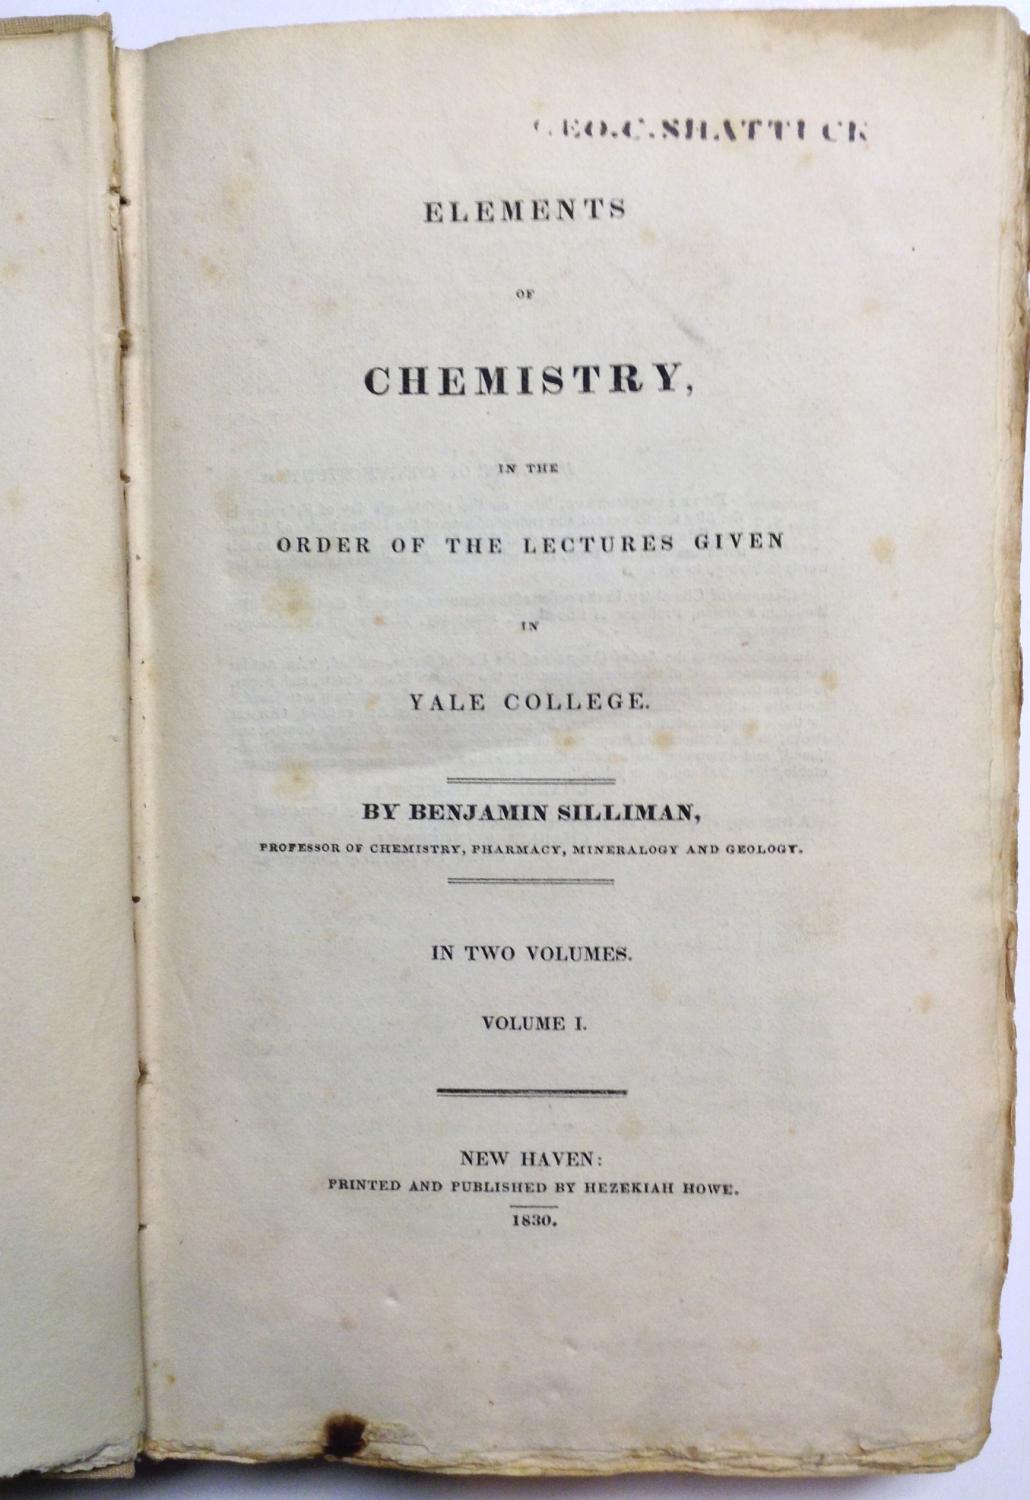 GEO. C. SHATTUCK
ELEMENTS
OF
CHEMISTRY,
IN THE
ORDER OF THE LECTURES GIVEN
IN
YALE COLLEGE.
BY BENJAMIN SILLIMAN,
PROFESSOR OF CHEMISTRY, PHARMACY, MINERALOGY AND GEOLOGY.
IN TWO VOLUMES.
VOLUME I.
NEW HAVEN:
PRINTED AND PUBLISHED BY HEZEKIAH HOWE.
1830.